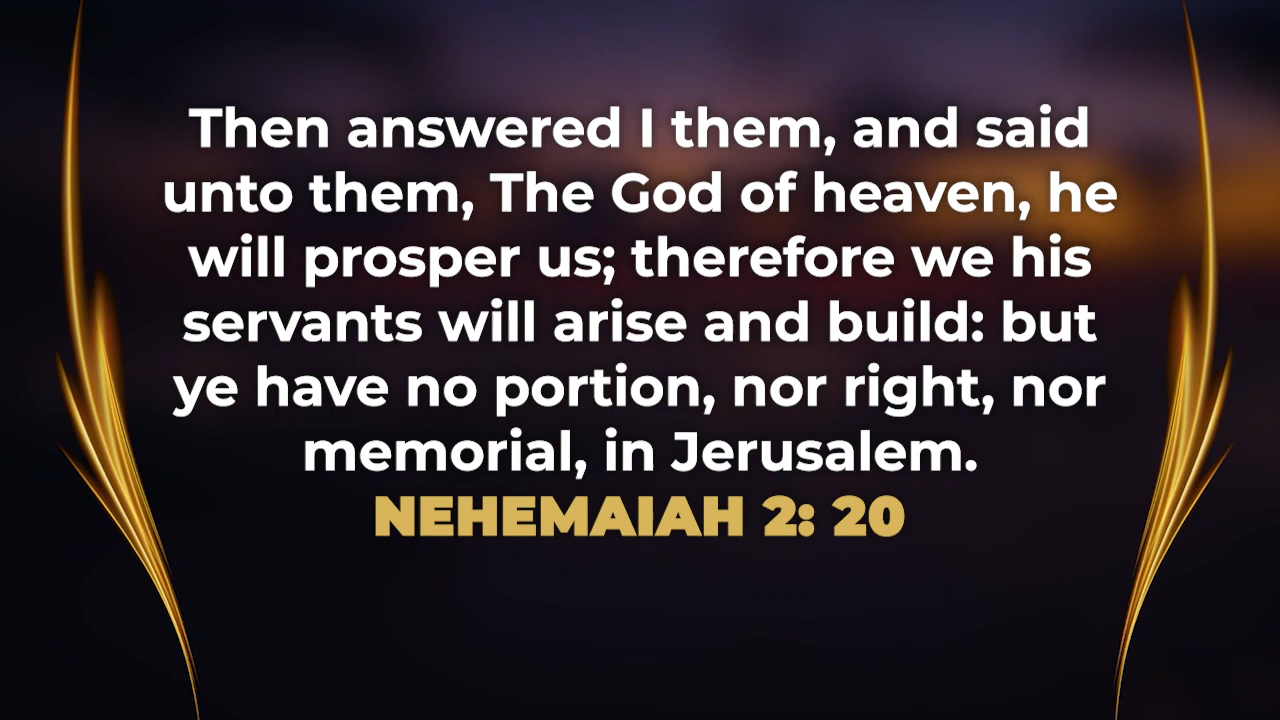 Then answered I them, and said
unto them, The God of heaven, he
will prosper us; therefore we his
servants will arise and build: but
ye have no portion, nor right, nor
memorial, in Jerusalem.
NEHEMAIAH 2: 20